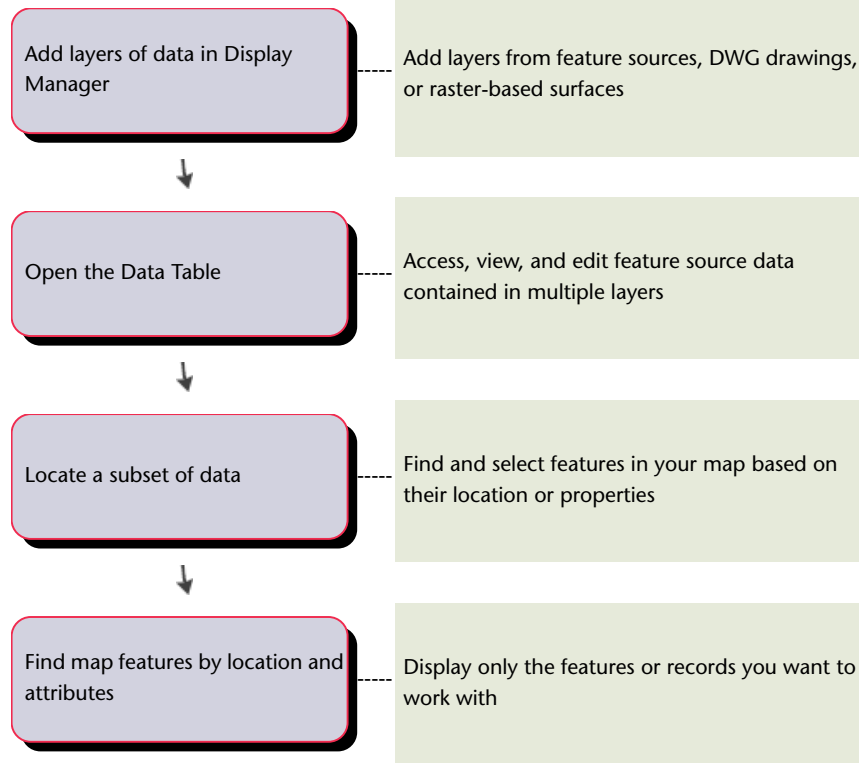 Add layers of data in Display
Manager
Add layers from feature sources, DWG drawings,
or raster-based surfaces
Open the Data Table
Access, view, and edit feature source data
contained in multiple layers
Locate a subset of data
Find and select features in your map based on
their location or properties
Find map features by location and
attributes
Display only the features or records you want to
work with